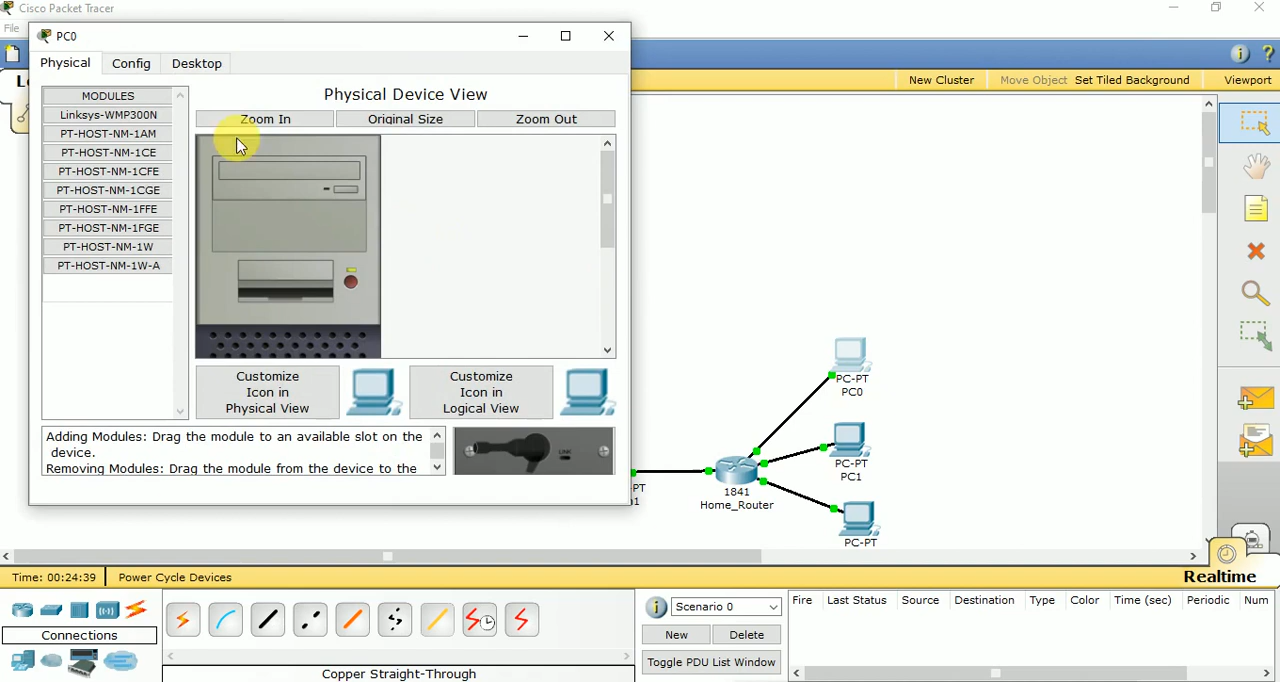 Cisco Packet Tracer
File
PC0
Physical
Config
Desktop
New Cluster
Move Object
Set Tiled Background
Viewport
MODULES
Linksys-WMP300N
PT-HOST-NM-1AM
PT-HOST-NM-1CE
PT-HOST-NM-1CFE
PT-HOST-NM-1CGE
PT-HOST-NM-1FFE
PT-HOST-NM-1FGE
PT-HOST-NM-1W
PT-HOST-NM-1W-A
Physical Device View
Zoom In
Original Size
Zoom Out
Customize
Icon in
Physical View
Customize
Icon in
Logical View
Adding Modules: Drag the module to an available slot on the
device.
Removing Modules: Drag the module from the device to the
LINK
PC-PT
PC0
PC-PT
PC1
1841
Home_Router
PC-PT
Time: 00:24:39
Power Cycle Devices
Realtime
Connections
Copper Straight-Through
Scenario 0
New
Delete
Toggle PDU List Window
Fire
Last Status
Source
Destination
Type
Color
Time (sec)
Periodic
Num